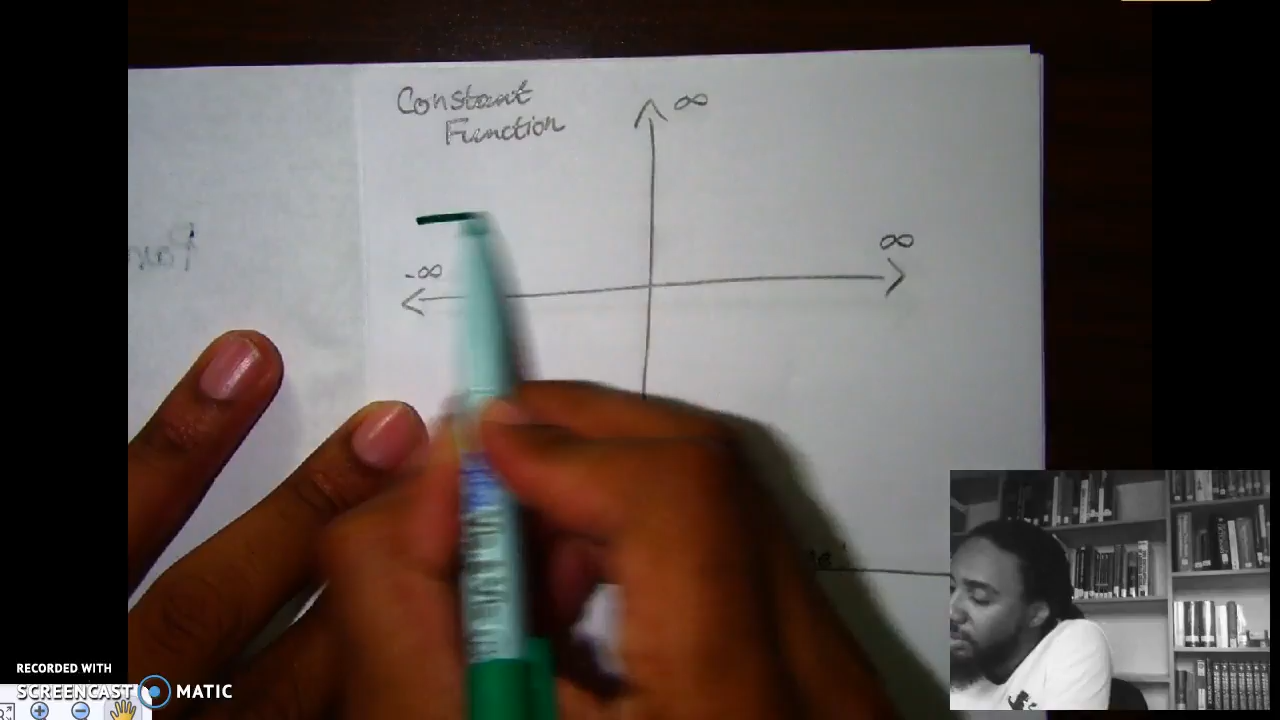 Constant
Function
∞
∞
-∞
RECORDED WITH
SCREENCAST MATIC